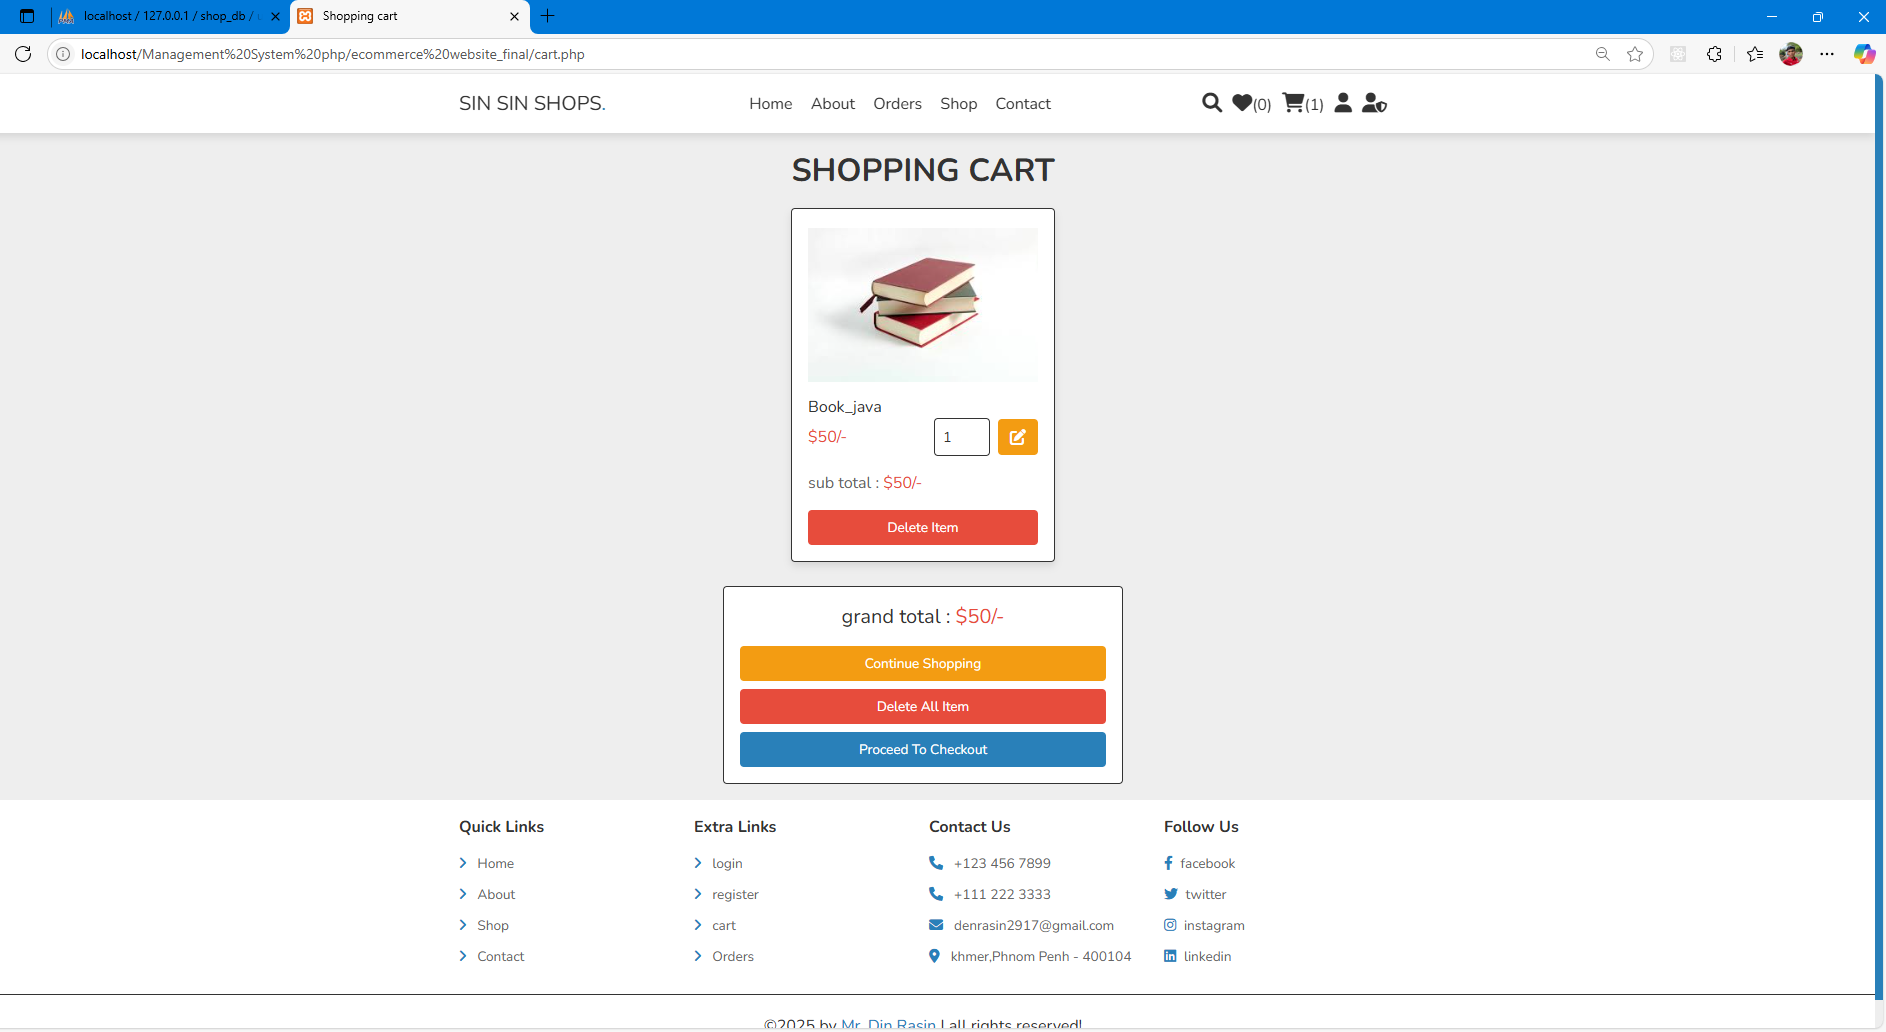 localhost / 127.0.0.1 / shop_db /
Shopping cart
localhost/Management%20System%20php/ecommerce%20website_final/cart.php
SIN SIN SHOPS.
Home About Orders Shop Contact
(0) (1)
SHOPPING CART
Book_java
$50/-
1
sub total : $50/-
Delete Item
grand total : $50/-
Continue Shopping
Delete All Item
Proceed To Checkout
Quick Links
Home
About
Shop
Contact
Extra Links
login
register
cart
Orders
Contact Us
+123 456 7899
+111 222 3333
denrasin2917@gmail.com
khmer,Phnom Penh - 400104
Follow Us
facebook
twitter
instagram
linkedin
©2025 by Mr. Din Rasin | all rights reserved!